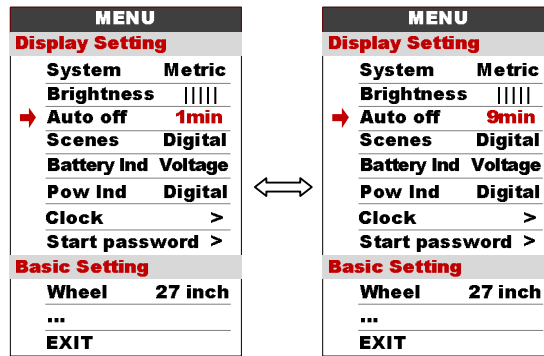 MENU
Display Setting
System Metric
Brightness |||||
Auto off 1min
Scenes Digital
Battery Ind Voltage
Pow Ind Digital
Clock >
Start password >
Basic Setting
Wheel 27 inch
...
EXIT
MENU
Display Setting
System Metric
Brightness |||||
Auto off 9min
Scenes Digital
Battery Ind Voltage
Pow Ind Digital
Clock >
Start password >
Basic Setting
Wheel 27 inch
...
EXIT